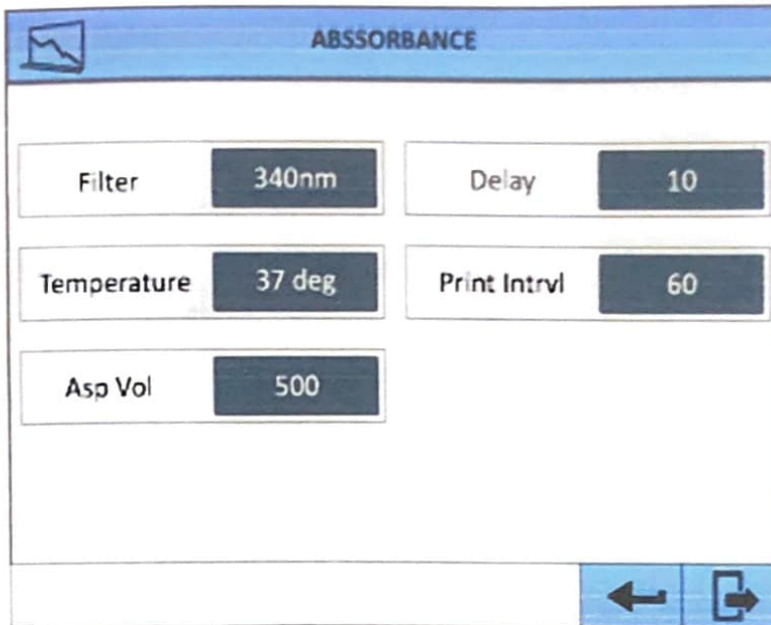 ABSSORBANCE
Filter 340nm Delay 10
Temperature 37 deg Print Intrvl 60
Asp Vol 500